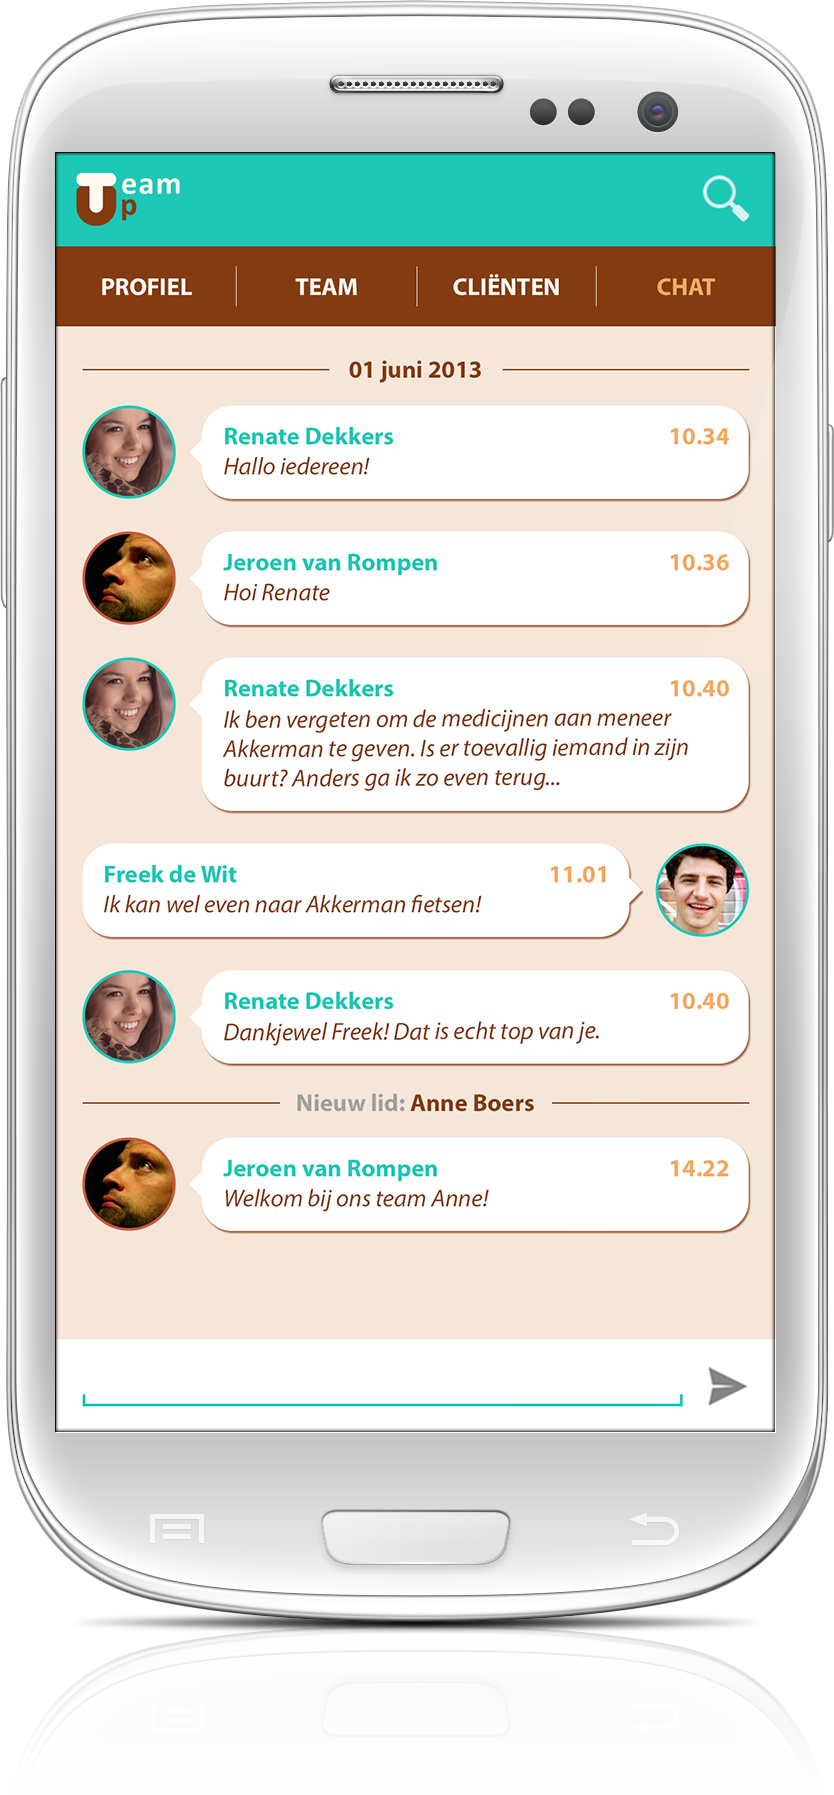 Team
Up
PROFIEL
TEAM
CLIËNTEN
CHAT
01 juni 2013
Renate Dekkers 10.34
Hallo iedereen!
Jeroen van Rompen 10.36
Hoi Renate
Renate Dekkers 10.40
Ik ben vergeten om de medicijnen aan meneer
Akkerman te geven. Is er toevallig iemand in zijn
buurt? Anders ga ik zo even terug...
Freek de Wit 11.01
Ik kan wel even naar Akkerman fietsen!
Renate Dekkers 10.40
Dankjewel Freek! Dat is echt top van je.
Nieuw lid: Anne Boers
Jeroen van Rompen 14.22
Welkom bij ons team Anne!